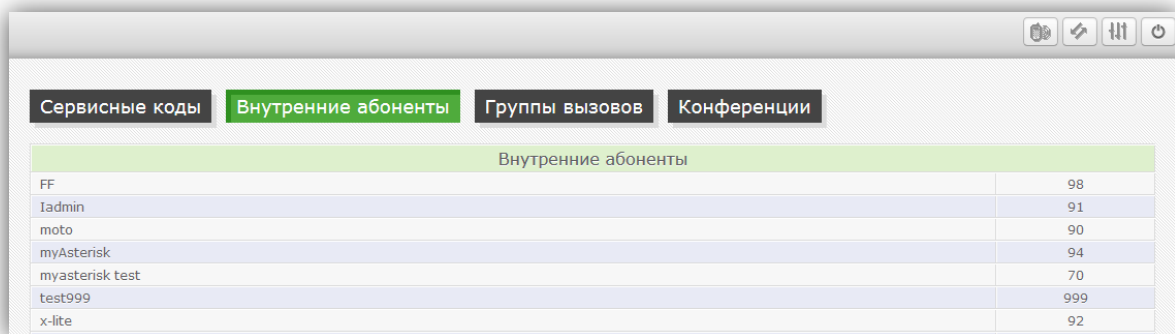 Сервисные коды Внутренние абоненты Группы вызовов Конференции
Внутренние абоненты
FF 98
Iadmin 91
moto 90
myAsterisk 94
myasterisk test 70
test999 999
x-lite 92